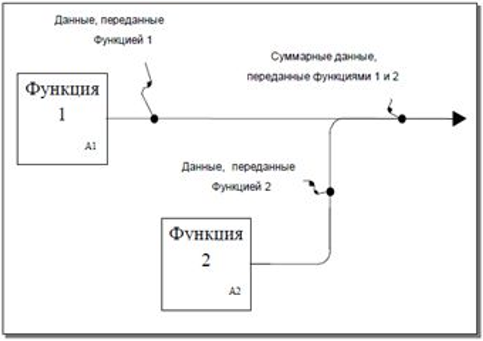 Данные, переданные
Функцией 1
Суммарные данные,
переданные функциями 1 и 2
Функция
1
A1
Данные, переданные
Функцией 2
Функция
2
A2